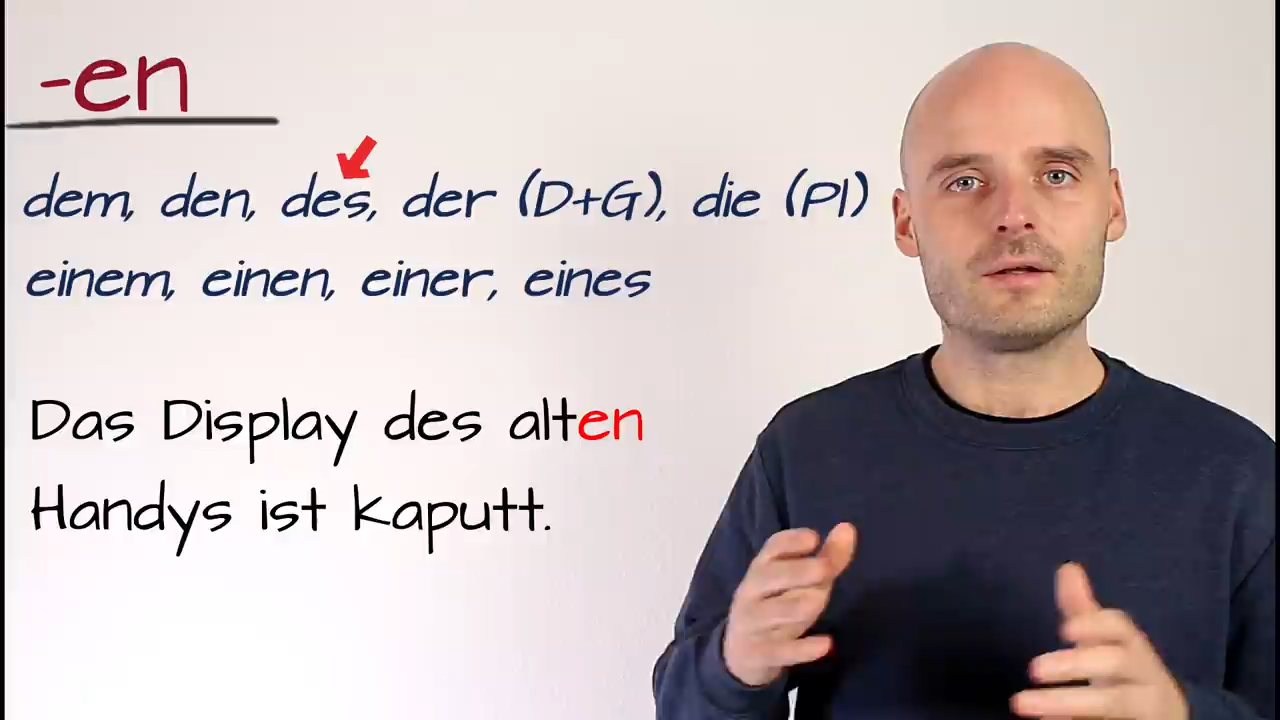 -en
dem, den, des, der (D+G), die (Pl)
einem, einen, einer, eines
Das Display des alten
Handys ist kaputt.